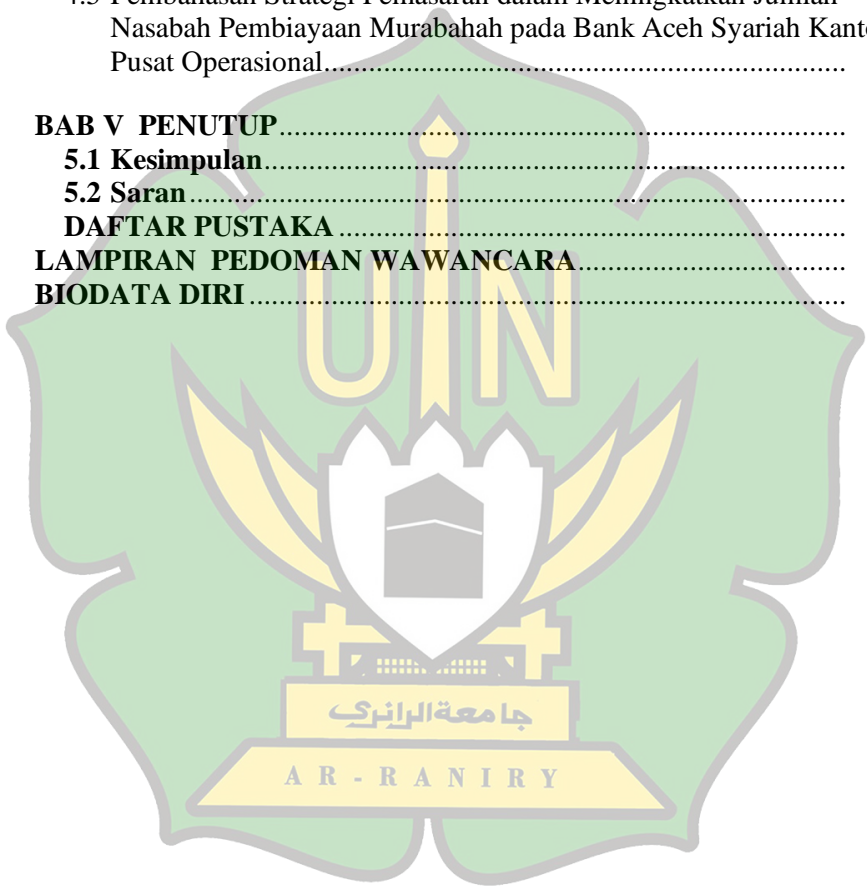 4.3 Pembahasan Strategi Pemasaran dalam Meningkatkan Jumlah
Nasabah Pembiayaan Murabahah pada Bank Aceh Syariah
Pusat Operasional
BAB V PENUTUP
5.1 Kesimpulan
5.2 Saran
DAFTAR PUSTAKA
LAMPIRAN PEDOMAN WAWANCARA
BIODATA DIRI
UIN
جامعة الرانري
AR-RANIRY